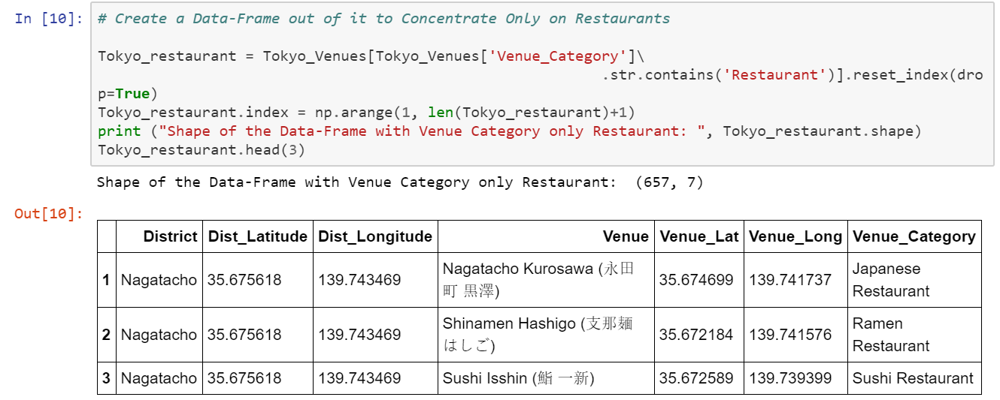 In [10]:
# Create a Data-Frame out of it to Concentrate Only on Restaurants
Tokyo_restaurant = Tokyo_Venues[Tokyo_Venues['Venue_Category']\
.str.contains('Restaurant')].reset_index(dro
p=True)
Tokyo_restaurant.index = np.arange(1, len(Tokyo_restaurant)+1)
print ("Shape of the Data-Frame with Venue Category only Restaurant: ", Tokyo_restaurant.shape)
Tokyo_restaurant.head(3)
Shape of the Data-Frame with Venue Category only Restaurant:  (657, 7)
Out[10]:
District Dist_Latitude Dist_Longitude Venue Venue_Lat Venue_Long Venue_Category
1 Nagatacho 35.675618 139.743469 Nagatacho Kurosawa (永田 35.674699 139.741737 Japanese
町 黒澤) Restaurant
2 Nagatacho 35.675618 139.743469 Shinamen Hashigo (支那麺 35.672184 139.741576 Ramen
はしご) Restaurant
3 Nagatacho 35.675618 139.743469 Sushi Isshin (鮨 一新) 35.672589 139.739399 Sushi Restaurant